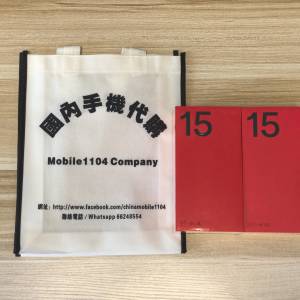 國內手機代購
Mobile1104 Company
網址：http://www.facebook.com/chinamobile1104
聯絡電話 / Whatsapp 66248554
15
15